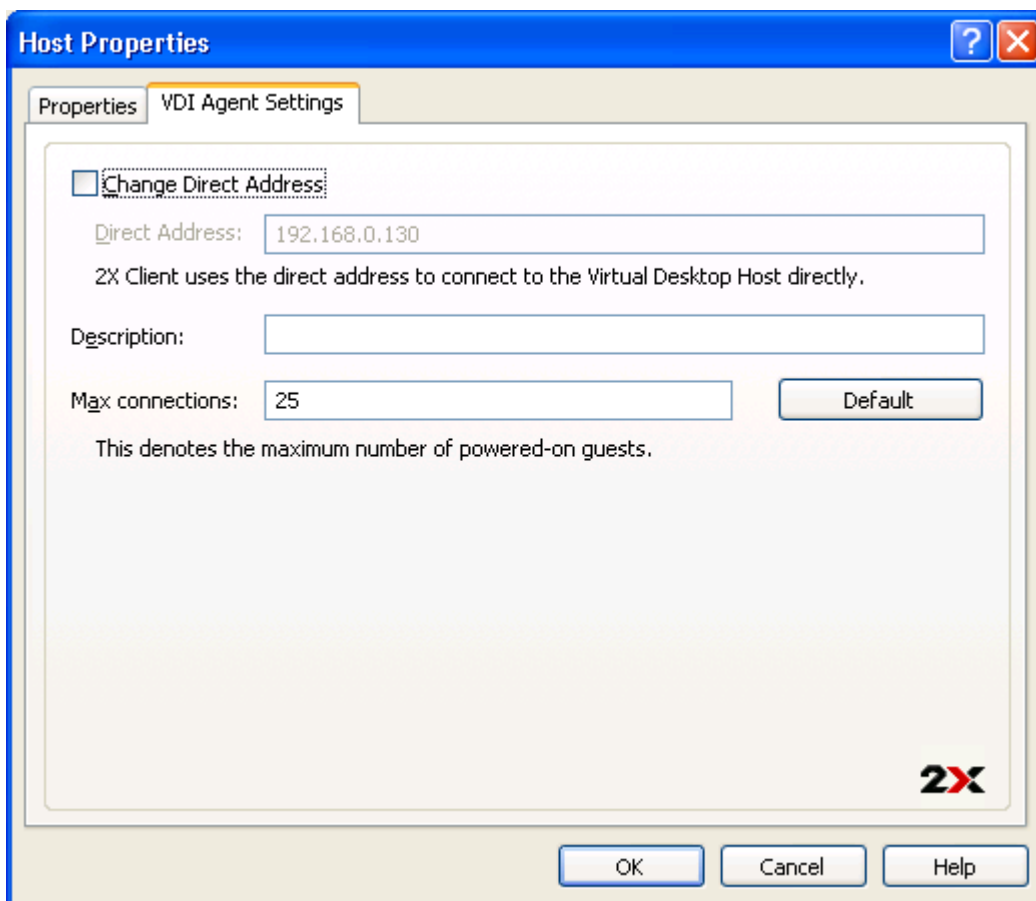 Host Properties
?
Properties
VDI Agent Settings
Change Direct Address
Direct Address: 192.168.0.130
2X Client uses the direct address to connect to the Virtual Desktop Host directly.
Description:
Max connections: 25 Default
This denotes the maximum number of powered-on guests.
2X
OK Cancel Help